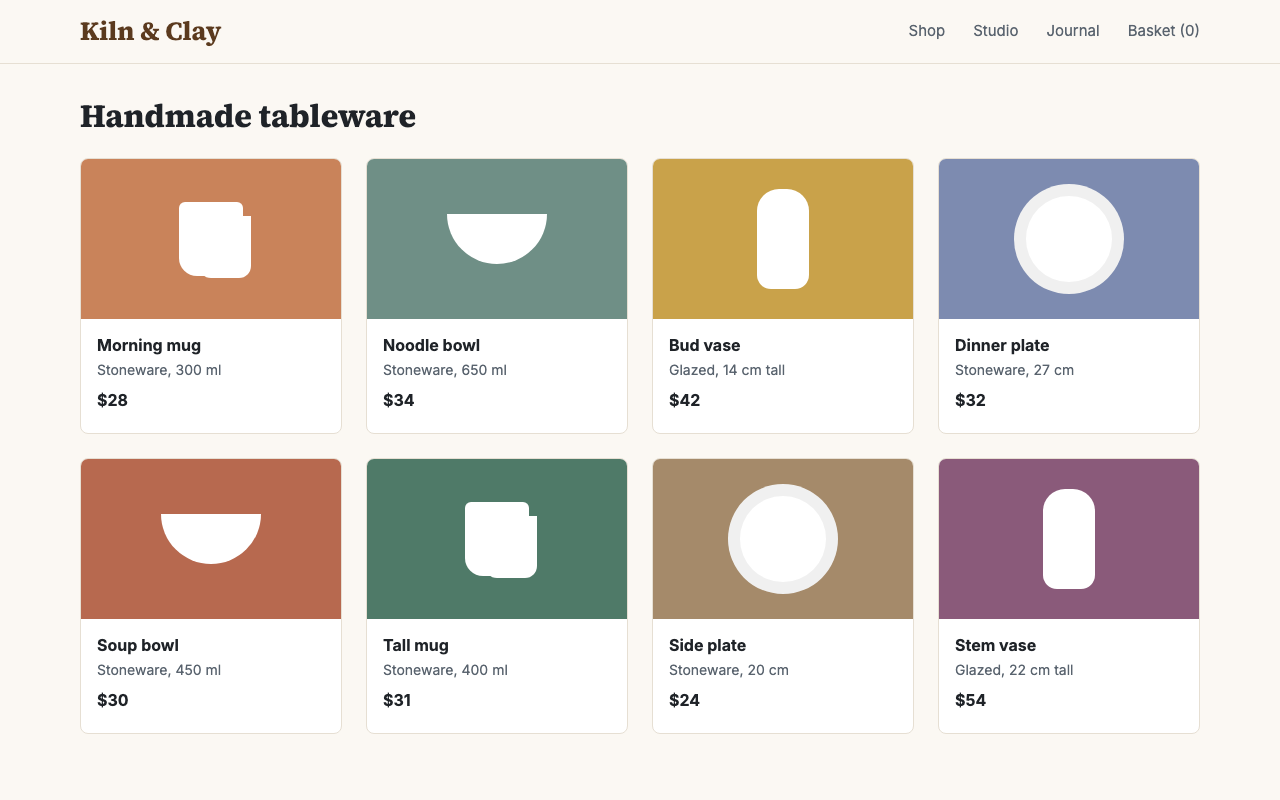 Kiln & Clay
Shop
Studio
Journal
Basket (0)
Handmade tableware
Morning mug
Stoneware, 300 ml
$28
Noodle bowl
Stoneware, 650 ml
$34
Bud vase
Glazed, 14 cm tall
$42
Dinner plate
Stoneware, 27 cm
$32
Soup bowl
Stoneware, 450 ml
$30
Tall mug
Stoneware, 400 ml
$31
Side plate
Stoneware, 20 cm
$24
Stem vase
Glazed, 22 cm tall
$54